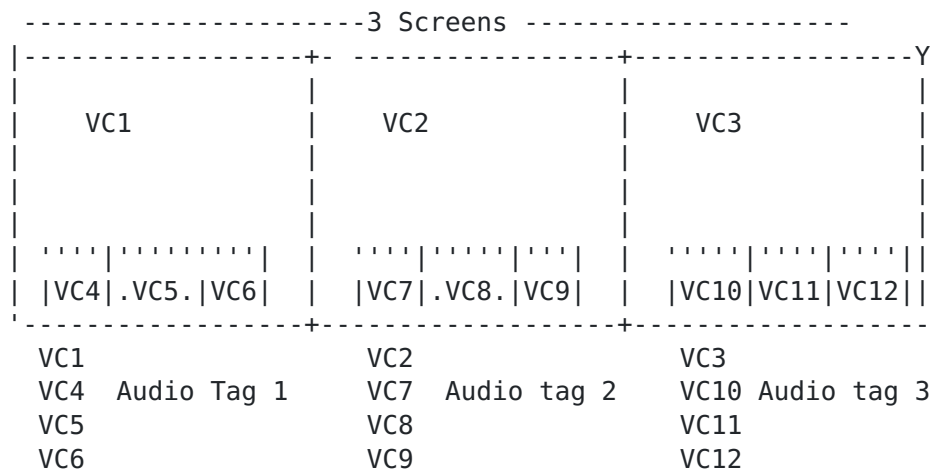 ----------------------3 Screens ---------------------
|------------------+- -----------------+------------------Y
|                  |                   |                  |
|    VC1           |    VC2            |    VC3           |
|                  |                   |                  |
|                  |                   |                  |
|                  |                   |                  |
| ''''|'''''''''|  |  ''''|'''''|'''|  |  '''''|''''|''''||
| |VC4|.VC5.|VC6|  |  |VC7|.VC8.|VC9|  |  |VC10|VC11|VC12||
'------------------+-------------------+-------------------
VC1                  VC2                 VC3
VC4  Audio Tag 1     VC7  Audio tag 2    VC10 Audio tag 3
VC5                  VC8                 VC11
VC6                  VC9                 VC12